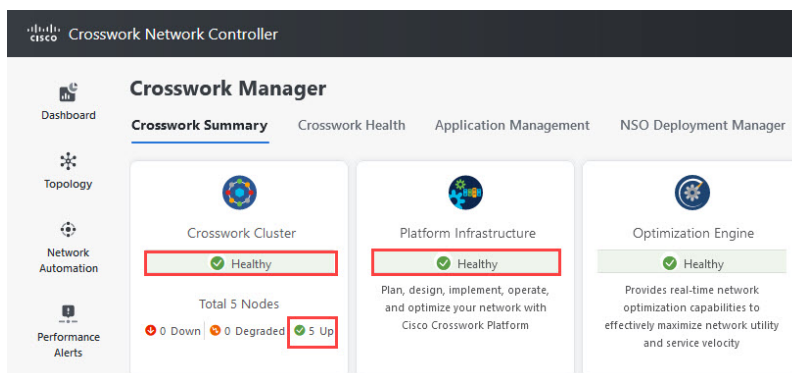 cisco Crosswork Network Controller
Dashboard
Topology
Network
Automation
Performance
Alerts
Crosswork Manager
Crosswork Summary Crosswork Health Application Management NSO Deployment Manager
Crosswork Cluster
Healthy
Total 5 Nodes
0 Down 0 Degraded 5 Up
Platform Infrastructure
Healthy
Plan, design, implement, operate,
and optimize your network with
Cisco Crosswork Platform
Optimization Engine
Healthy
Provides real-time network
optimization capabilities to
effectively maximize network utility
and service velocity